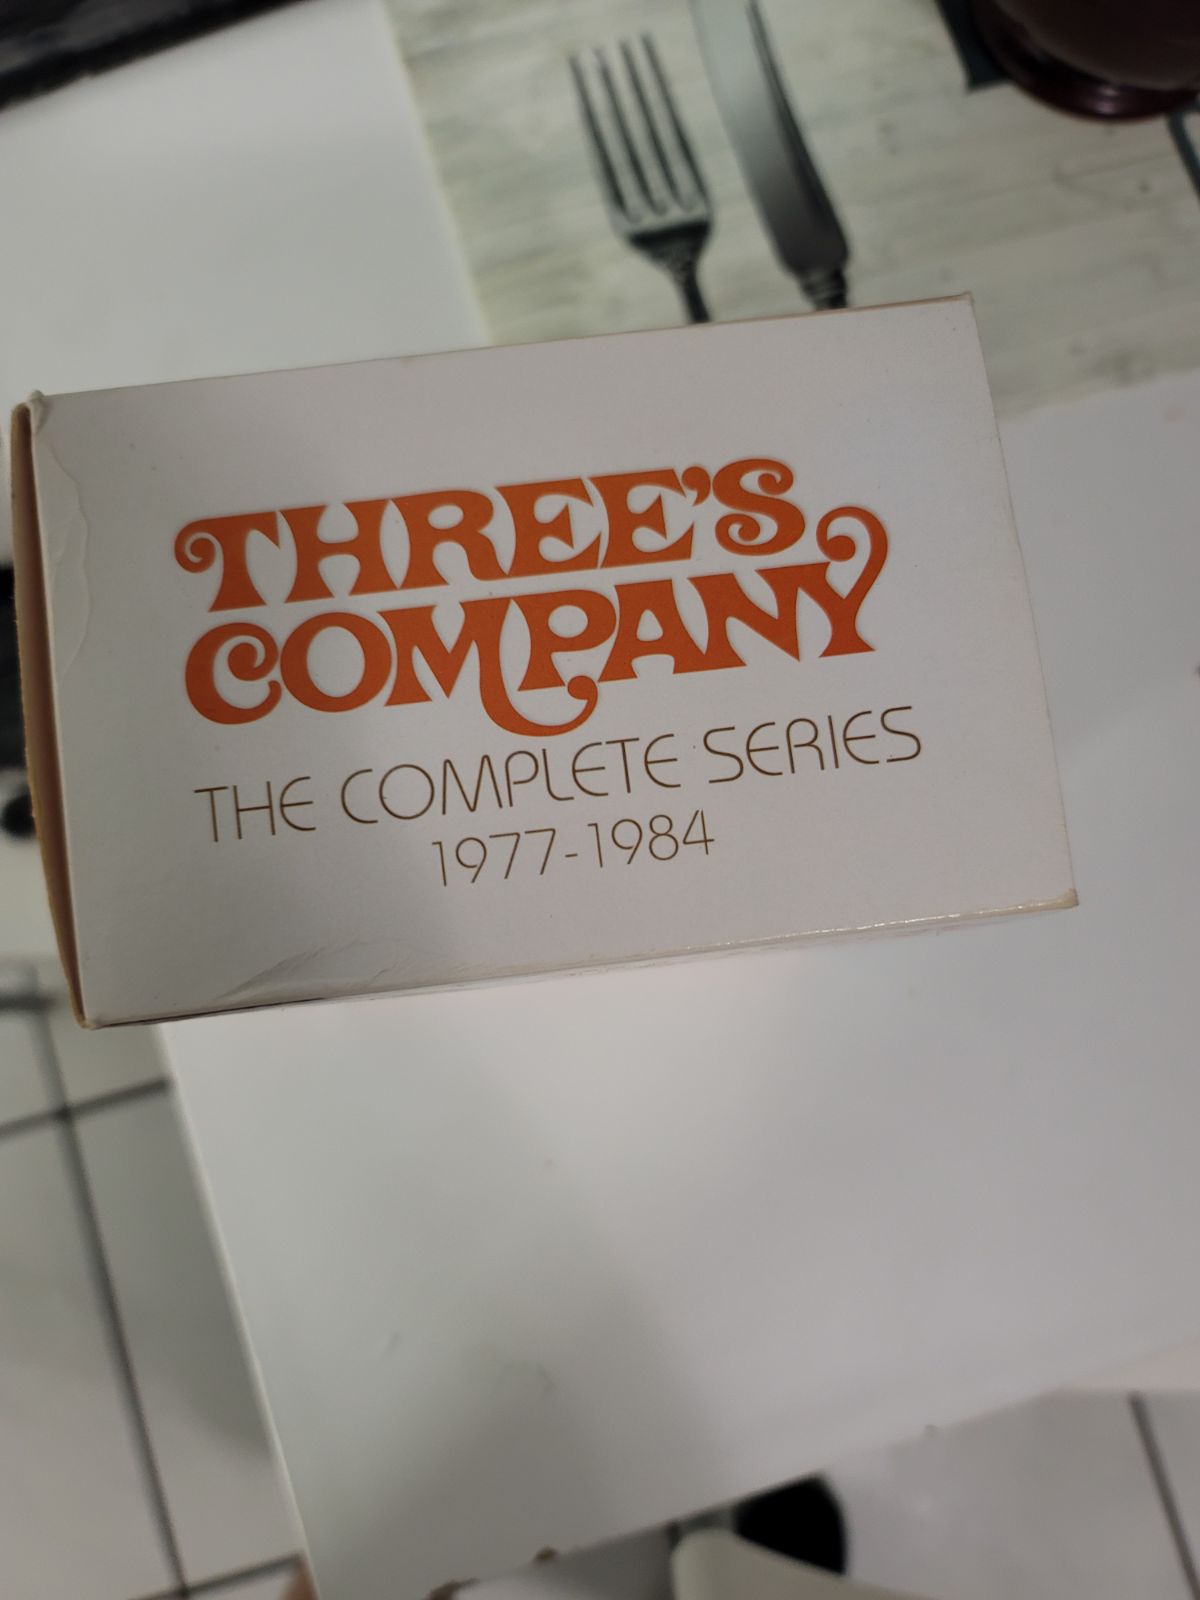 THREE'S
COMPANY
THE COMPLETE SERIES
1977-1984